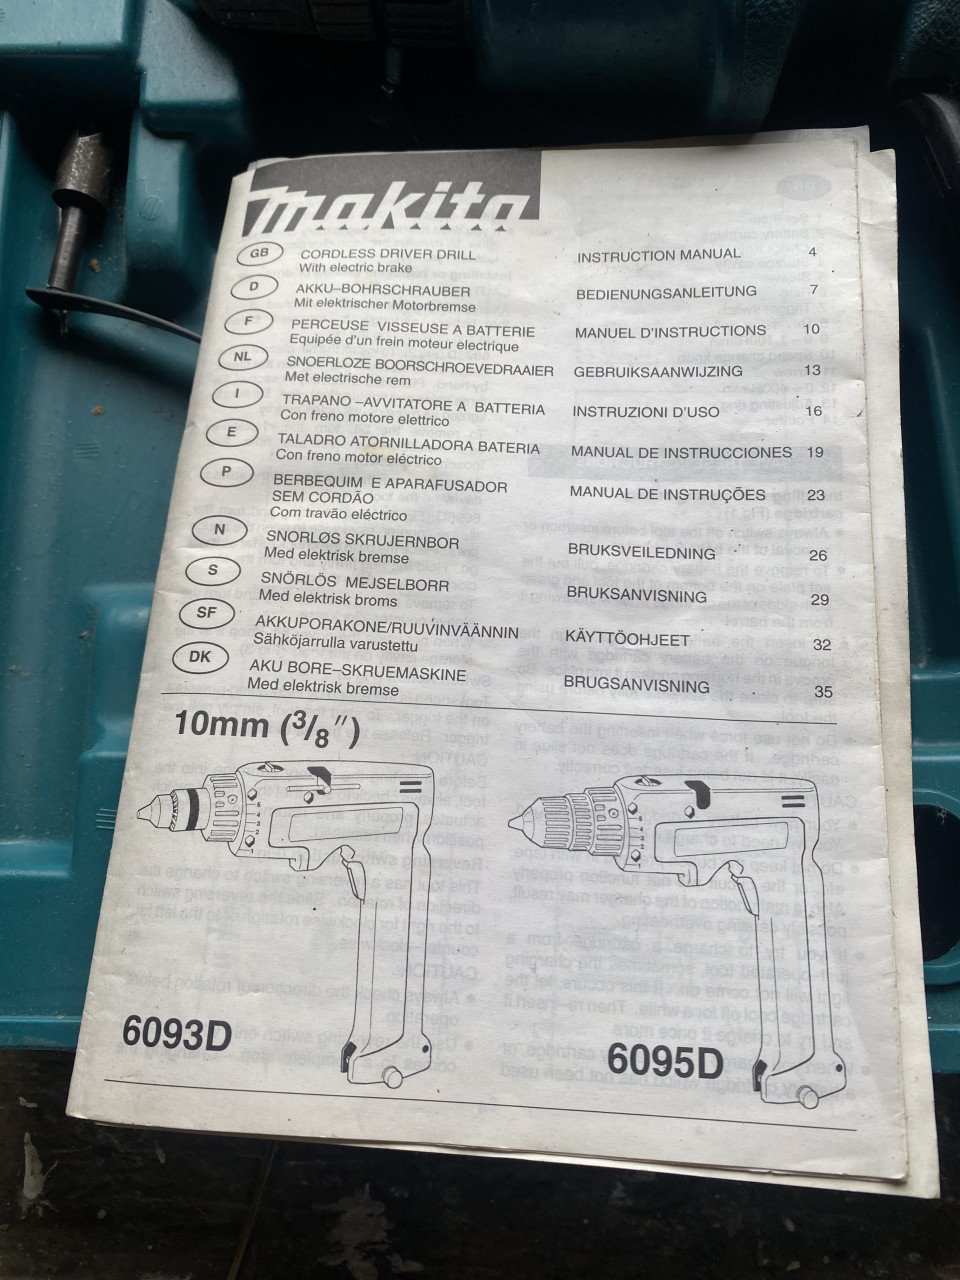 makita
GB CORDLESS DRIVER DRILL INSTRUCTION MANUAL 4
With electric brake
D AKKU–BOHRSCHRAUBER BEDIENUNGSANLEITUNG 7
Mit elektrischer Motorbremse
F PERCEUSE VISSEUSE A BATTERIE MANUEL D'INSTRUCTIONS 10
Equipée d'un frein moteur electrique
NL SNOERLOZE BOORSCHROEVEDRAAIER GEBRUIKSAANWIJZING 13
Met electrische rem
I TRAPANO –AVVITATORE A BATTERIA INSTRUZIONI D'USO 16
Con freno motore elettrico
E TALADRO ATORNILLADORA BATERIA MANUAL DE INSTRUCCIONES 19
Con freno motor eléctrico
P BERBEQUIM E APARAFUSADOR MANUAL DE INSTRUÇÕES 23
SEM CORDÃO
Com travão eléctrico
N SNORLØS SKRUJERNBOR BRUKSVEILEDNING 26
Med elektrisk bremse
S SNÖRLÖS MEJSELBORR BRUKSANVISNING 29
Med elektrisk broms
SF AKKUPORAKONE/RUUVINVÄÄNNIN KÄYTTÖOHJEET 32
Sähköjarrulla varustettu
DK AKU BORE–SKRUEMASKINE BRUGSANVISNING 35
Med elektrisk bremse
10mm (3/8")
6093D
6095D